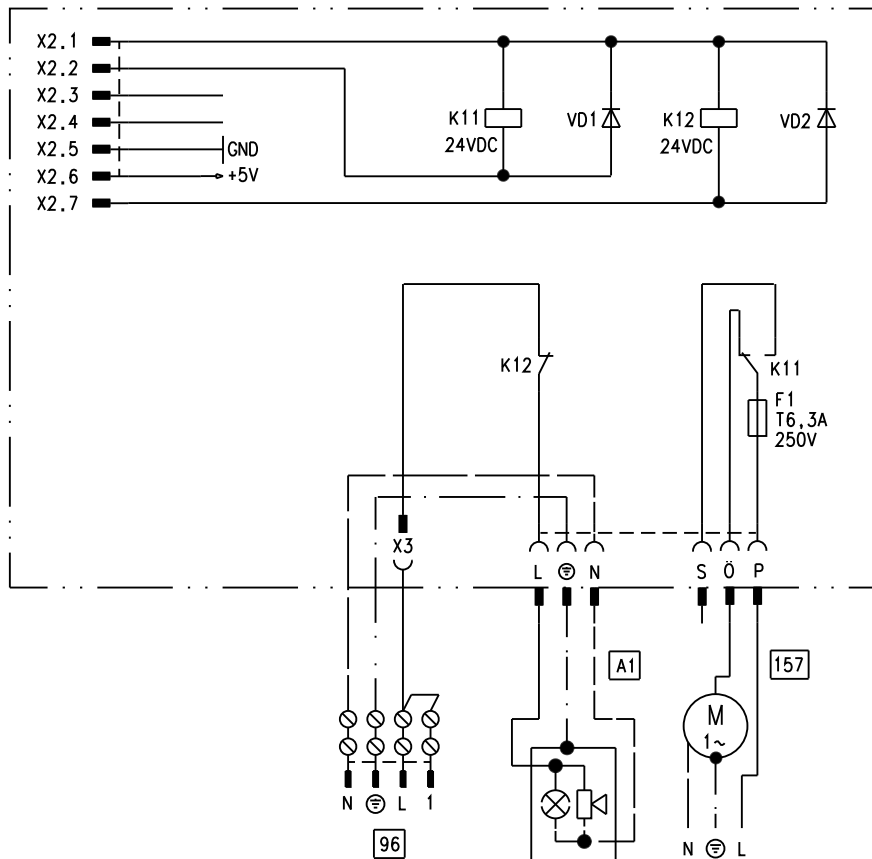 X2.1
X2.2
X2.3
X2.4
X2.5 GND
X2.6 +5V
X2.7
K11
24VDC
VD1
K12
24VDC
VD2
K12
K11
F1
T6,3A
250V
X3
L N
S Ö P
A1
157
M
1~
N L 1
96
N L